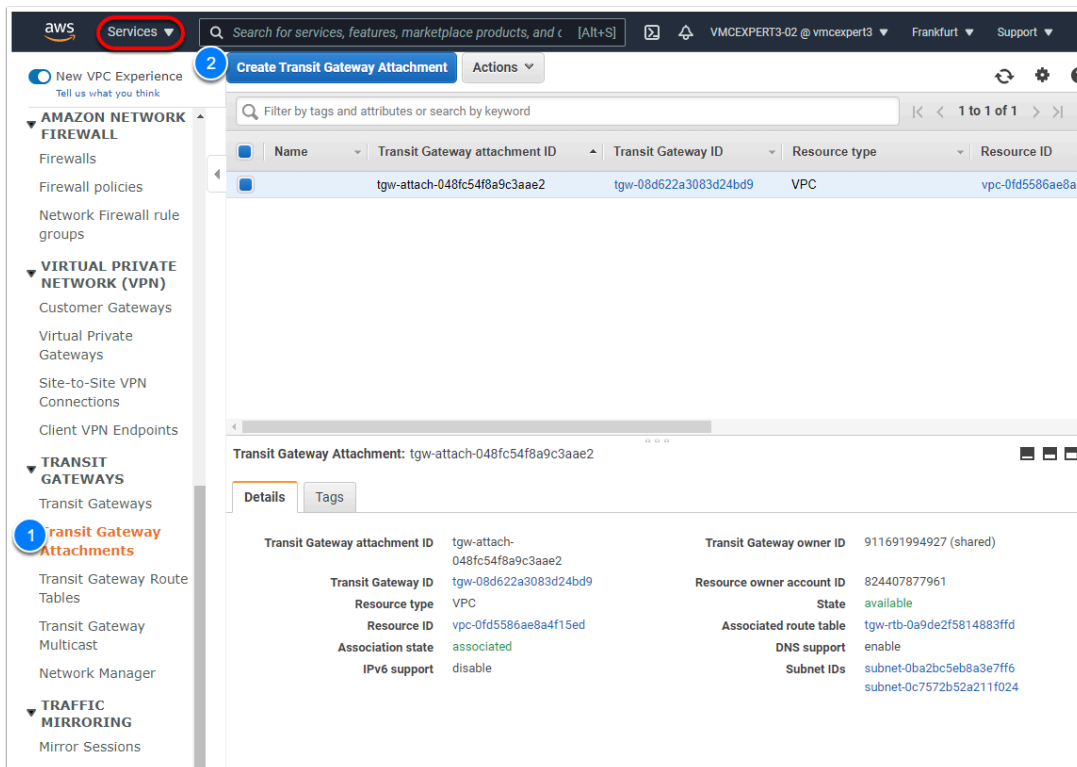 aws
Services
Search for services, features, marketplace products, and c [Alt+S]
VMCEXPERT3-02 @ vmcexpert3
Frankfurt
Support
New VPC Experience
Tell us what you think
AMAZON NETWORK
FIREWALL
Firewalls
Firewall policies
Network Firewall rule
groups
VIRTUAL PRIVATE
NETWORK (VPN)
Customer Gateways
Virtual Private
Gateways
Site-to-Site VPN
Connections
Client VPN Endpoints
TRANSIT
GATEWAYS
Transit Gateways
1
Transit Gateway
Attachments
Transit Gateway Route
Tables
Transit Gateway
Multicast
Network Manager
TRAFFIC
MIRRORING
Mirror Sessions
2
Create Transit Gateway Attachment
Actions
Filter by tags and attributes or search by keyword
1 to 1 of 1
Name Transit Gateway attachment ID Transit Gateway ID Resource type Resource ID
tgw-attach-048fc54f8a9c3aae2 tgw-08d622a3083d24bd9 VPC vpc-0fd5586ae8a
Transit Gateway Attachment: tgw-attach-048fc54f8a9c3aae2
Details Tags
Transit Gateway attachment ID tgw-attach-
048fc54f8a9c3aae2
Transit Gateway ID tgw-08d622a3083d24bd9
Resource type VPC
Resource ID vpc-0fd5586ae8a4f15ed
Association state associated
IPv6 support disable
Transit Gateway owner ID 911691994927 (shared)
Resource owner account ID 824407877961
State available
Associated route table tgw-rtb-0a9de2f5814883ffd
DNS support enable
Subnet IDs subnet-0ba2bc5eb8a3e7ff6
subnet-0c7572b52a211f024